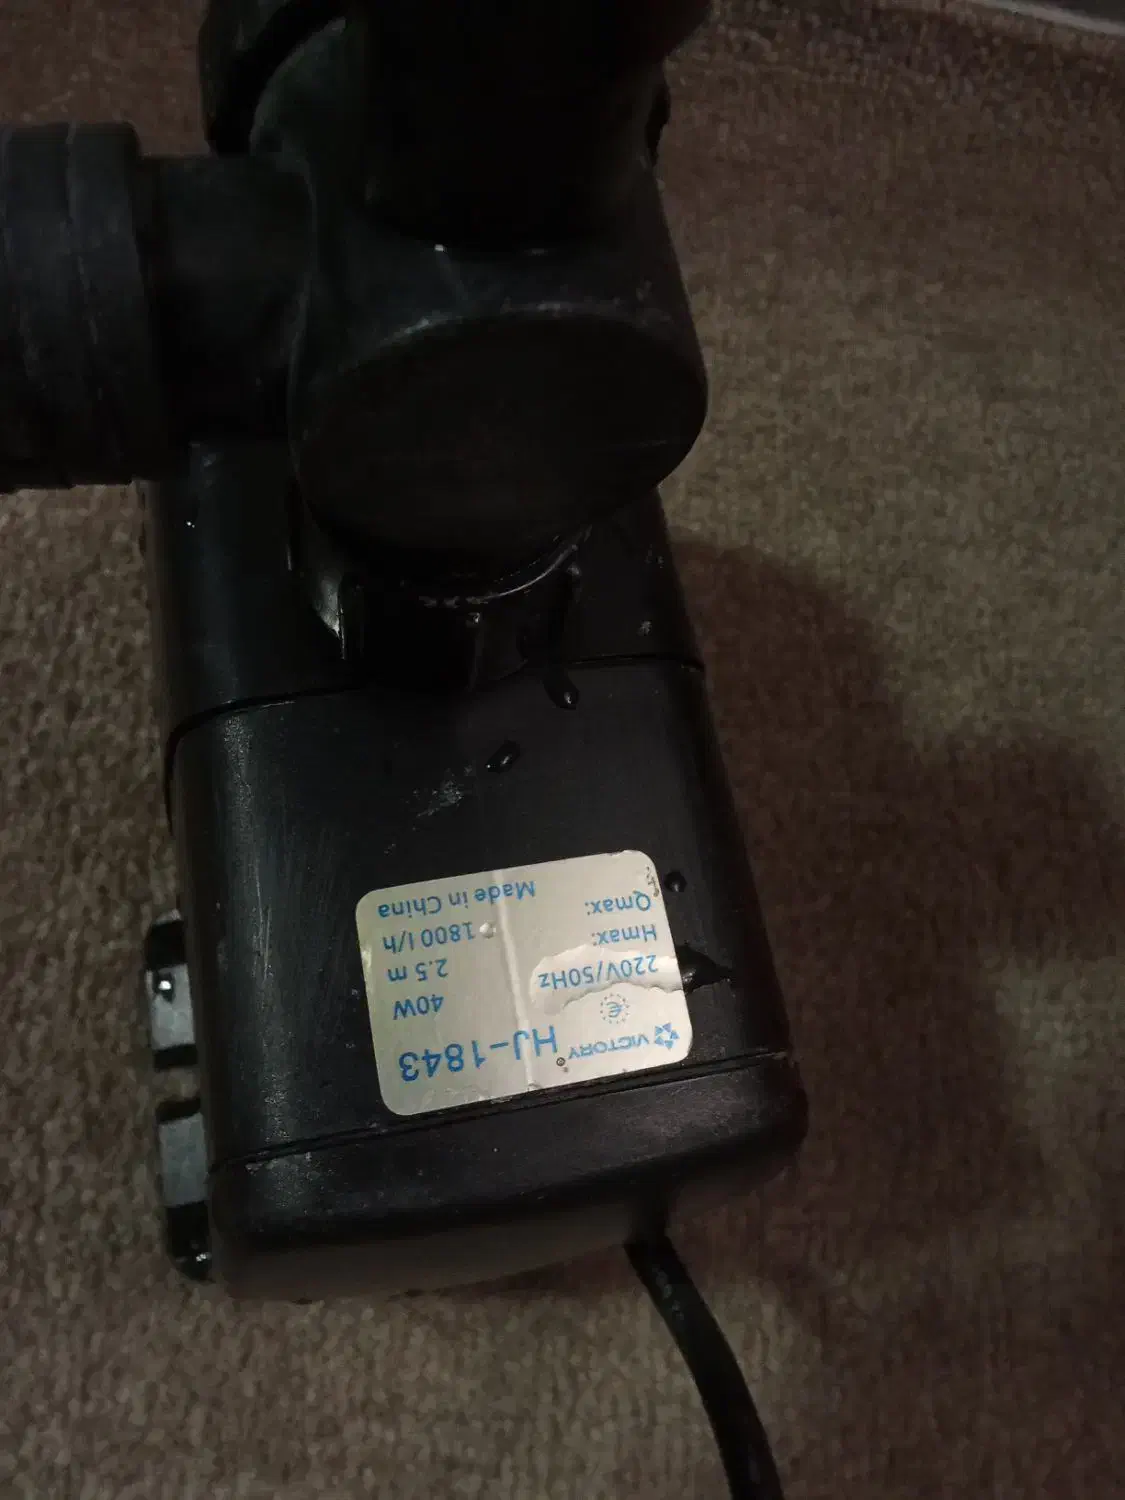 VICTORY HJ-1843
220V/50Hz 40W
Hmax: 2.5 m
Qmax: 1800 l/h
Made in China